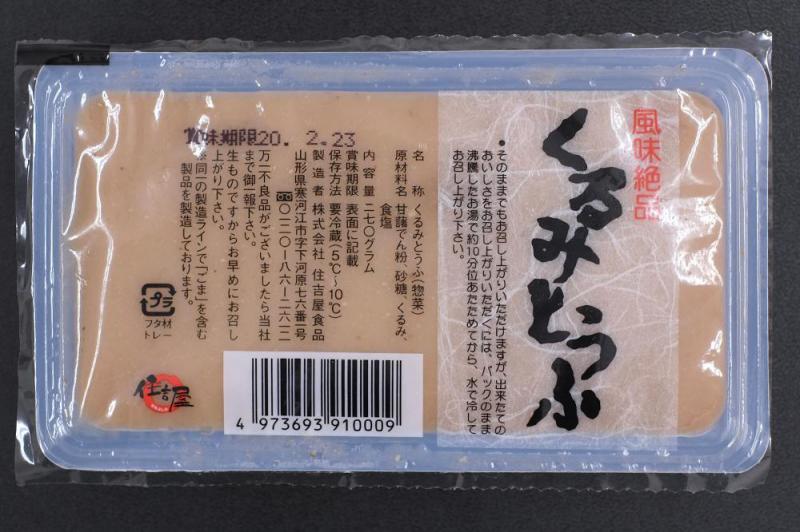 風味絶品
くるみとうふ
●そのままでもお召し上がりいただけますが、出来たての
おいしさをお召し上がりいただくには、パックのまま
沸騰したお湯で約10分位あたためてから、水で冷して
お召し上がり下さい。
名称 くるみとうふ(惣菜)
原材料名 甘藷でん粉、砂糖、くるみ、
食塩
内容量 二七〇グラム
賞味期限 表面に記載
保存方法 要冷蔵(5℃~10℃)
製造者 株式会社 住吉屋食品
山形県寒河江市字下河原七六番一号
〇一二〇-八六-二六一二
万一不良品がございましたら当社
まで御一報下さい。
生ものですからお早めにお召し
上がり下さい。
※同一の製造ラインで「ごま」を含む
製品を製造しております。
賞味期限20. 2.23
プラ
フタ材
トレー
住吉屋
4 973693 910009